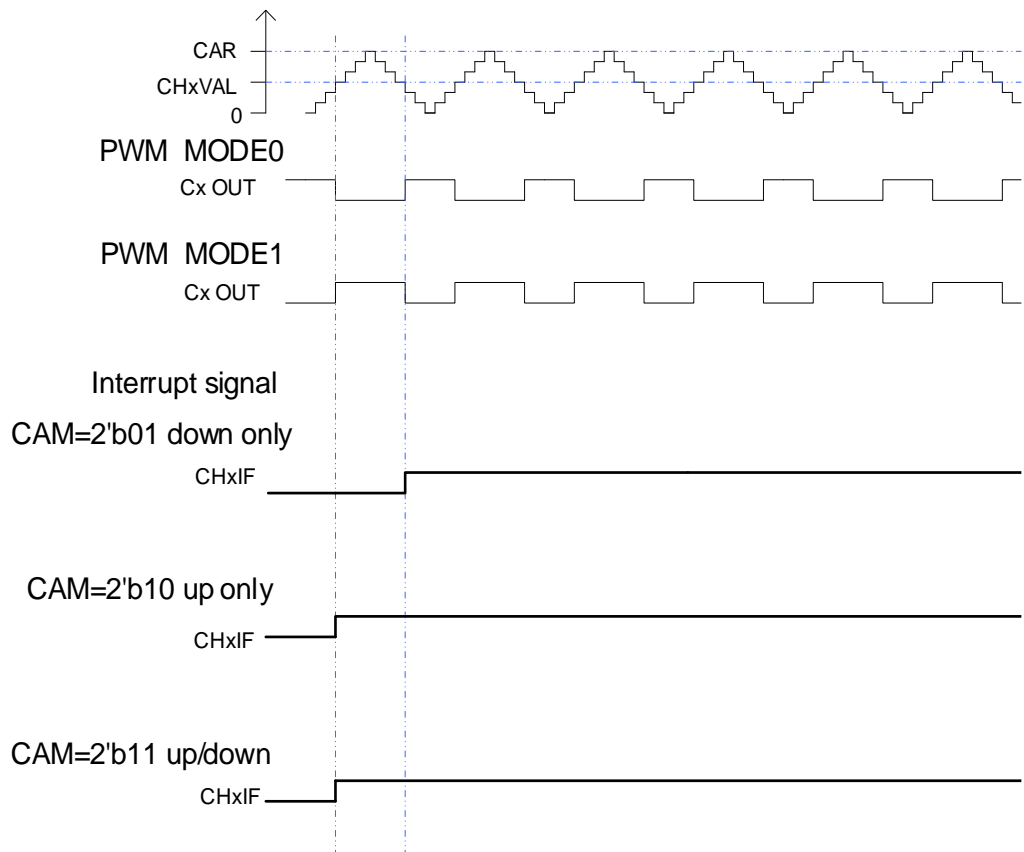 CAR
CHxVAL
0
PWM MODE0
Cx OUT
PWM MODE1
Cx OUT
Interrupt signal
CAM=2'b01 down only
CHxIF
CAM=2'b10 up only
CHxIF
CAM=2'b11 up/down
CHxIF